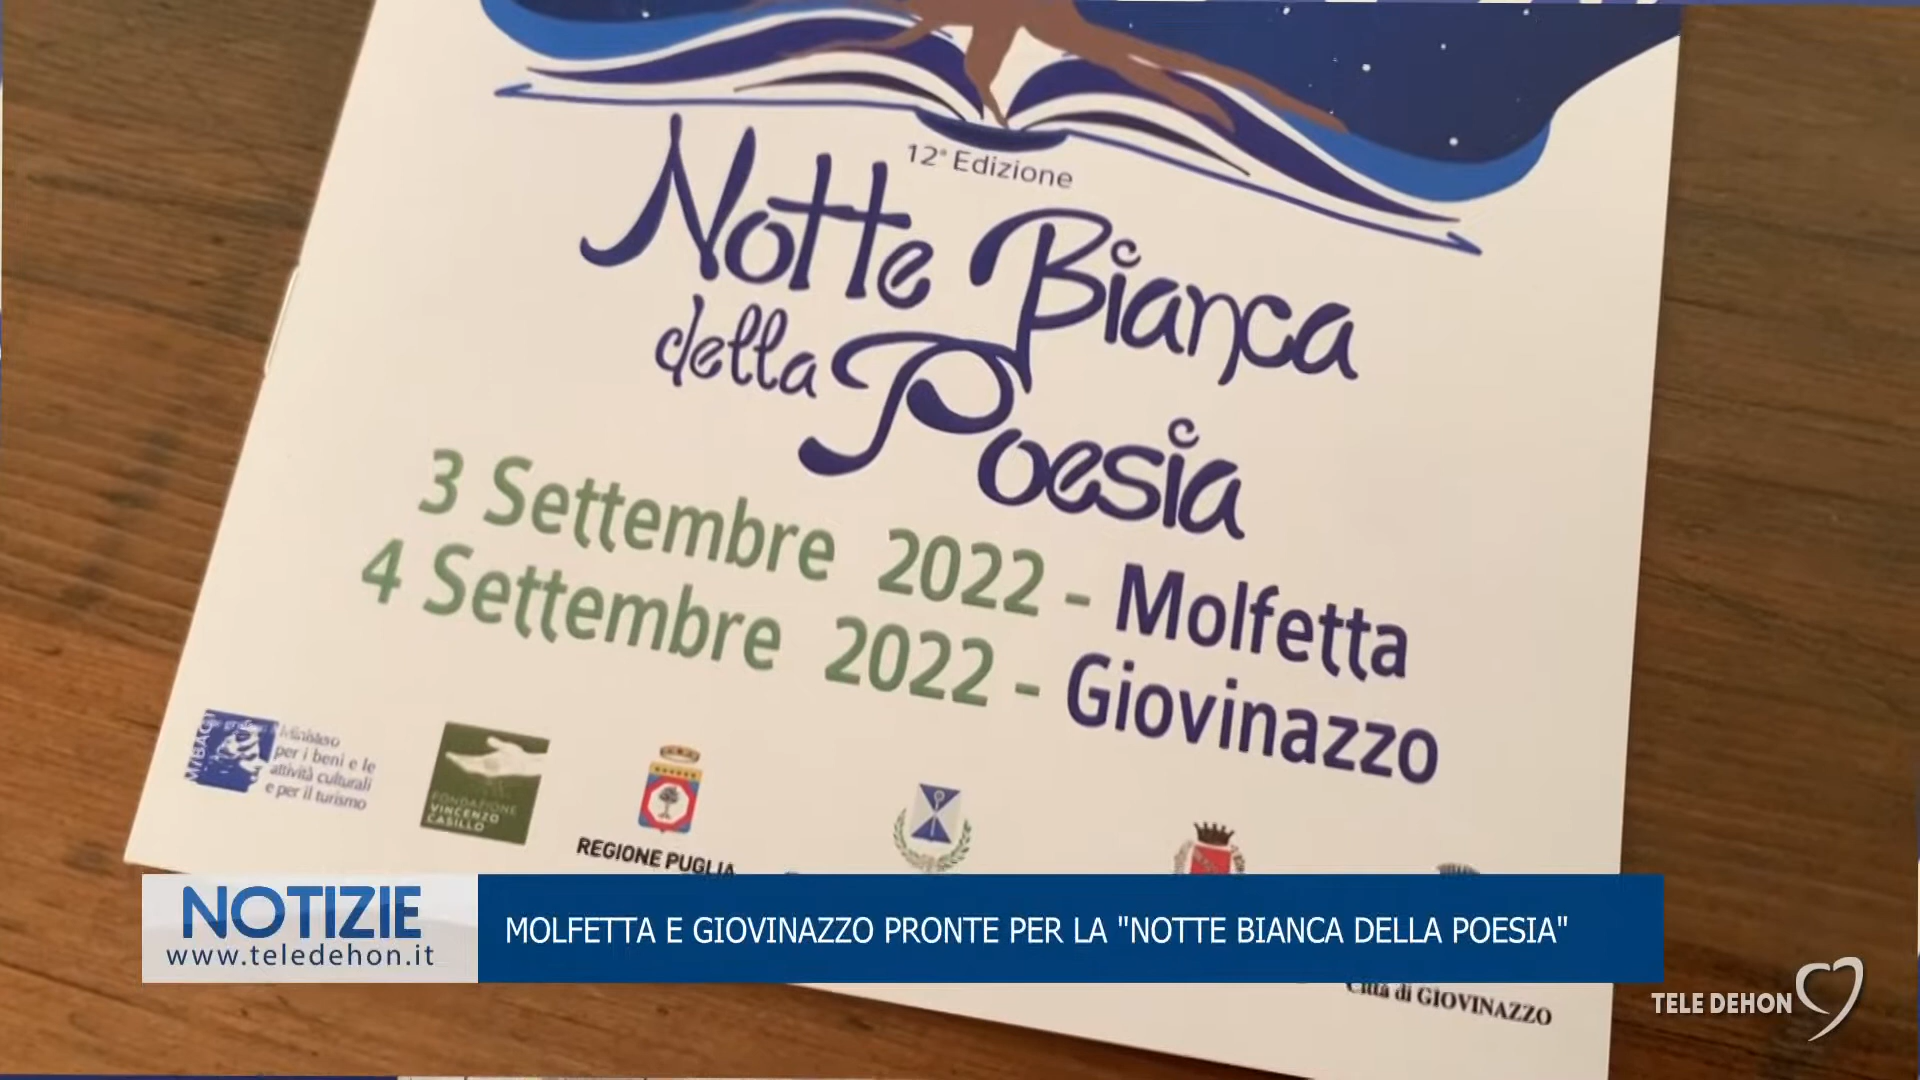 12ª Edizione
Notte Bianca
della Poesia
3 Settembre 2022 - Molfetta
4 Settembre 2022 - Giovinazzo
MiBACT
Ministero
per i beni e le
attività culturali
e per il turismo
FONDAZIONE
VINCENZO
CASILLO
REGIONE PUGLIA
NOTIZIE
www.teledehon.it
MOLFETTA E GIOVINAZZO PRONTE PER LA "NOTTE BIANCA DELLA POESIA"
Città di GIOVINAZZO
TELE DEHON